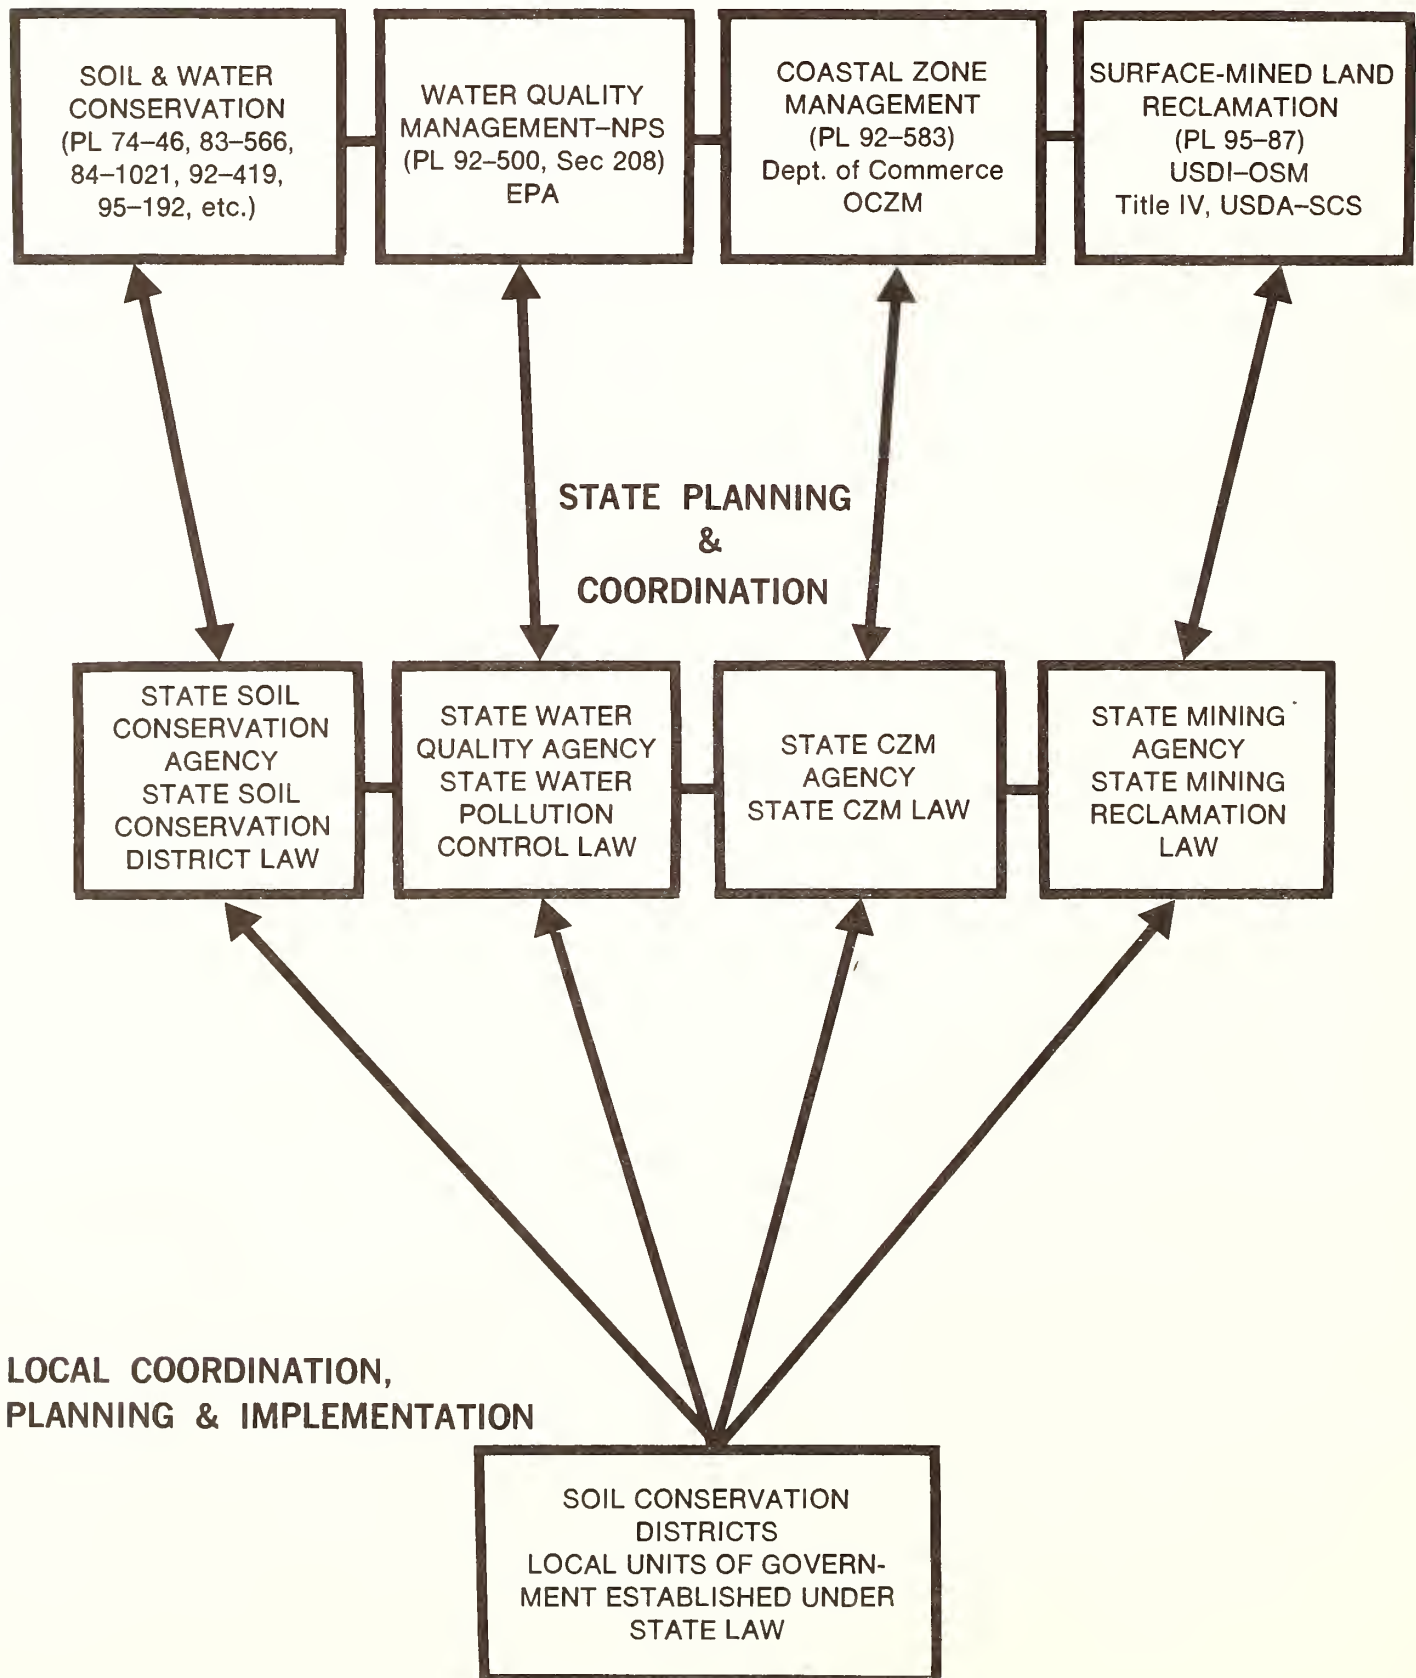 SOIL & WATER
CONSERVATION
(PL 74–46, 83–566,
84–1021, 92–419,
95–192, etc.)
WATER QUALITY
MANAGEMENT–NPS
(PL 92–500, Sec 208)
EPA
COASTAL ZONE
MANAGEMENT
(PL 92–583)
Dept. of Commerce
OCZM
SURFACE-MINED LAND
RECLAMATION
(PL 95–87)
USDI–OSM
Title IV, USDA–SCS
STATE PLANNING
&
COORDINATION
STATE SOIL
CONSERVATION
AGENCY
STATE SOIL
CONSERVATION
DISTRICT LAW
STATE WATER
QUALITY AGENCY
STATE WATER
POLLUTION
CONTROL LAW
STATE CZM
AGENCY
STATE CZM LAW
STATE MINING
AGENCY
STATE MINING
RECLAMATION
LAW
LOCAL COORDINATION,
PLANNING & IMPLEMENTATION
SOIL CONSERVATION
DISTRICTS
LOCAL UNITS OF GOVERN-
MENT ESTABLISHED UNDER
STATE LAW